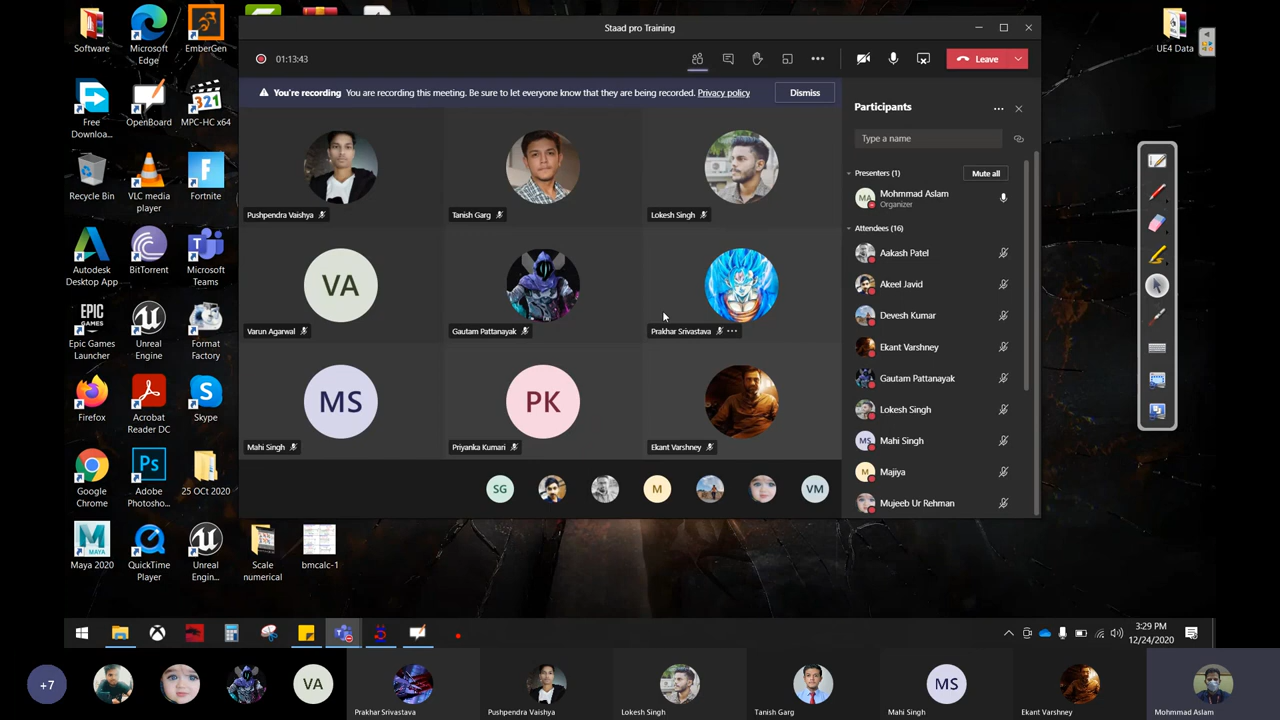 Software
Microsoft
Edge
EmberGen
UE4 Data
Free
Downloa...
OpenBoard
MPC-HC x64
321
Recycle Bin
VLC media
player
Fortnite
Autodesk
Desktop App
BitTorrent
Microsoft
Teams
Epic Games
Launcher
Unreal
Engine
Format
Factory
Firefox
Acrobat
Reader DC
Skype
Google
Chrome
Adobe
Photosho...
25 OCt 2020
Maya 2020
QuickTime
Player
Unreal
Engin...
Scale
numerical
bmcalc-1
Staad pro Training
01:13:43
Leave
You're recording You are recording this meeting. Be sure to let everyone know that they are being recorded. Privacy policy
Dismiss
Pushpendra Vaishya
Tanish Garg
Lokesh Singh
VA
Varun Agarwal
Gautam Pattanayak
Prakhar Srivastava
MS
Mahi Singh
PK
Priyanka Kumari
Ekant Varshney
SG
M
VM
Participants
Type a name
Presenters (1)
Mute all
MA
Mohmmad Aslam
Organizer
Attendees (16)
Aakash Patel
Akeel Javid
Devesh Kumar
Ekant Varshney
Gautam Pattanayak
Lokesh Singh
MS
Mahi Singh
M
Majiya
Mujeeb Ur Rehman
3:29 PM
12/24/2020
+7
VA
Prakhar Srivastava
Pushpendra Vaishya
Lokesh Singh
Tanish Garg
MS
Mahi Singh
Ekant Varshney
Mohmmad Aslam